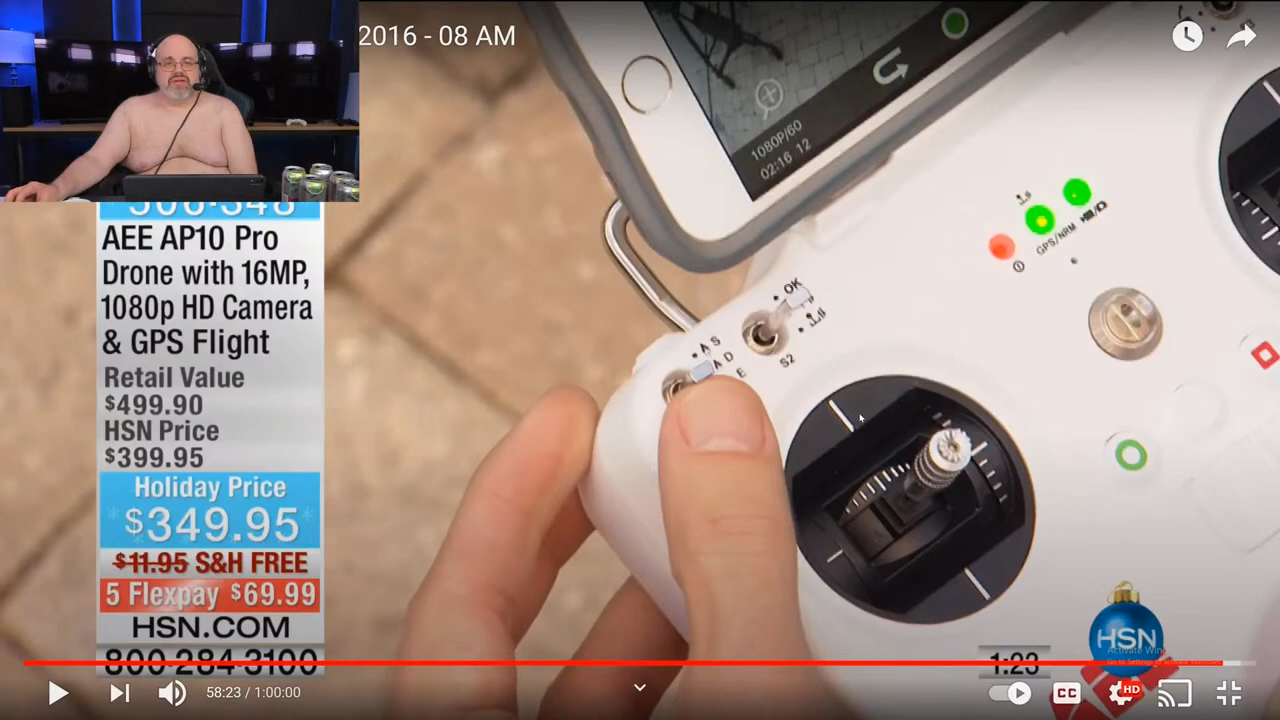 2016 - 08 AM
1080P/60
02:16 12
AEE AP10 Pro
Drone with 16MP,
1080p HD Camera
& GPS Flight
Retail Value
$499.90
HSN Price
$399.95
Holiday Price
*$349.95*
$11.95 S&H FREE
5 Flexpay $69.99
HSN.COM
800-284-3100
OK
S2
A S
A D
E
GPS/NRM
HSN
1:23
58:23 / 1:00:00
CC
HD